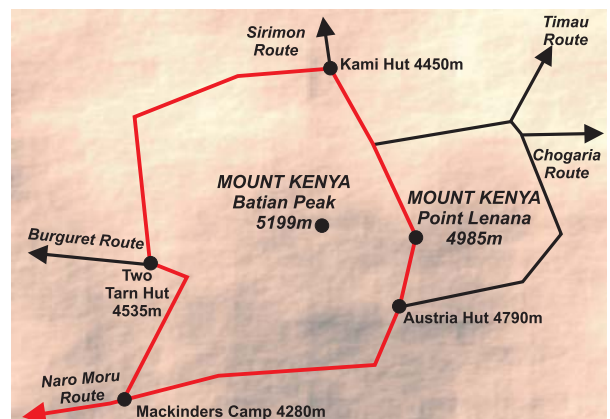 Sirimon
Route
Timau
Route
Kami Hut 4450m
Chogaria
Route
MOUNT KENYA
Batian Peak
5199m
MOUNT KENYA
Point Lenana
4985m
Burguret Route
Two
Tarn Hut
4535m
Austria Hut 4790m
Naro Moru
Route
Mackinders Camp 4280m